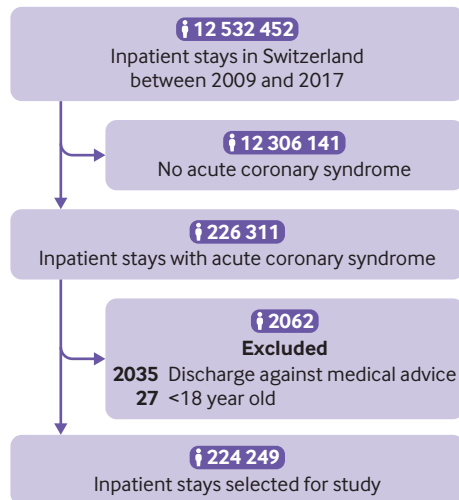 12 532 452
Inpatient stays in Switzerland
between 2009 and 2017
12 306 141
No acute coronary syndrome
226 311
Inpatient stays with acute coronary syndrome
2062
Excluded
2035 Discharge against medical advice
27 <18 year old
224 249
Inpatient stays selected for study